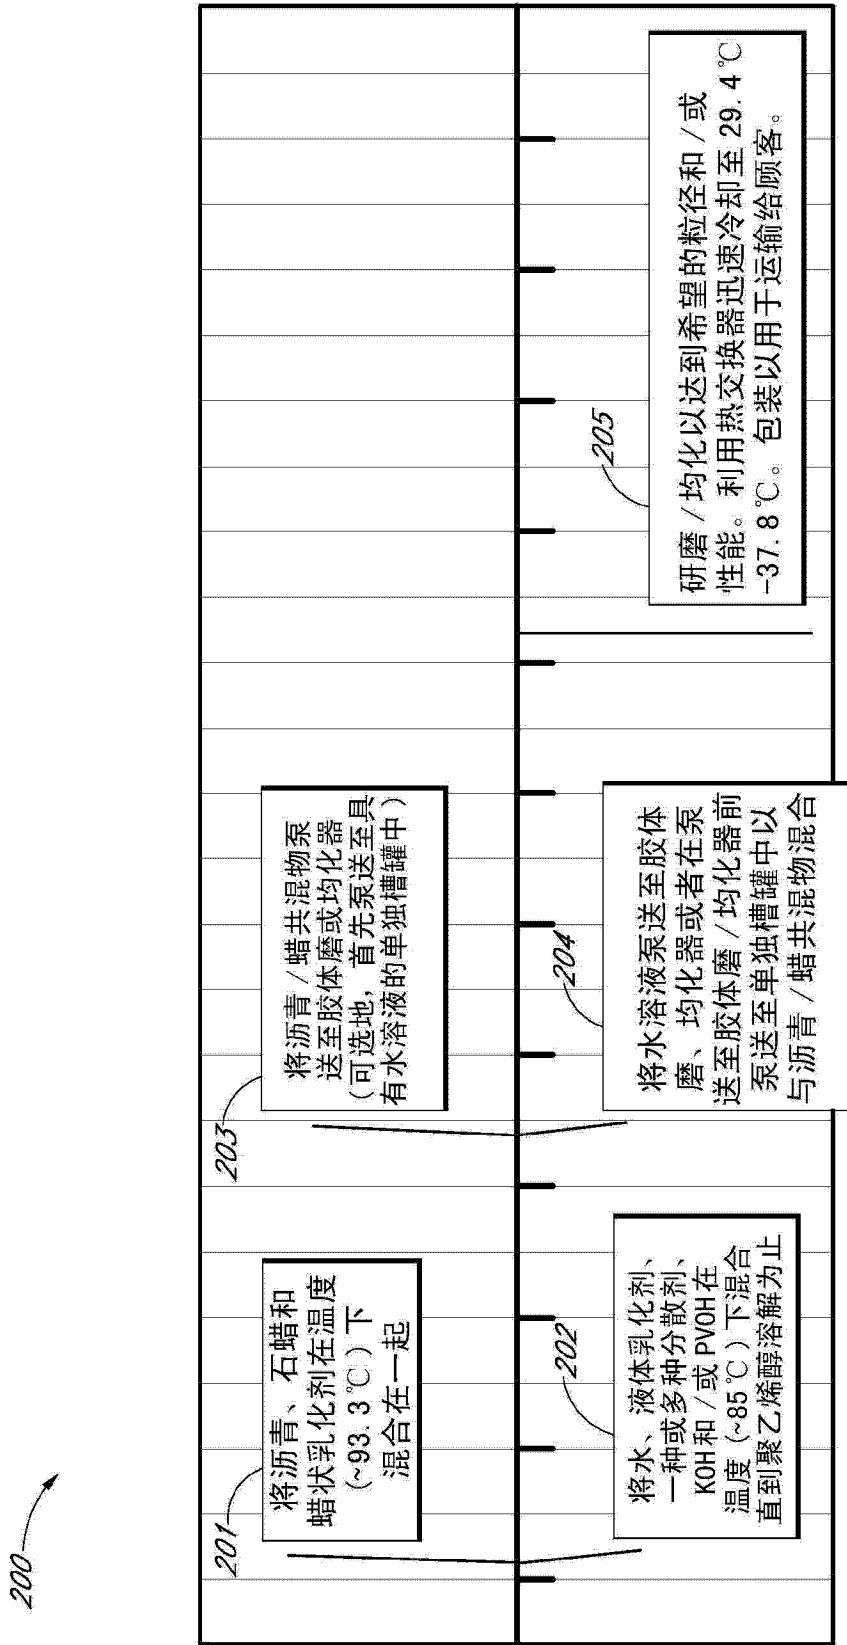 200
201
将沥青、石蜡和
蜡状乳化剂在温度
(~93.3℃)下
混合在一起
203
将沥青/蜡共混物泵
送至胶体磨或均化器
(可选地，首先泵送至具
有水溶液的单独槽罐中)
202
将水、液体乳化剂、
一种或多种分散剂、
KOH和/或PVOH在
温度(~85℃)下混合
直到聚乙烯醇溶解为止
204
将水溶液泵送至胶体
磨、均化器或者在泵
送至胶体磨/均化器前
泵送至单独槽罐中以
与沥青/蜡共混物混合
205
研磨/均化以达到希望的粒径和/或
性能。利用热交换器迅速冷却至29.4℃
-37.8℃。包装以用于运输给顾客。